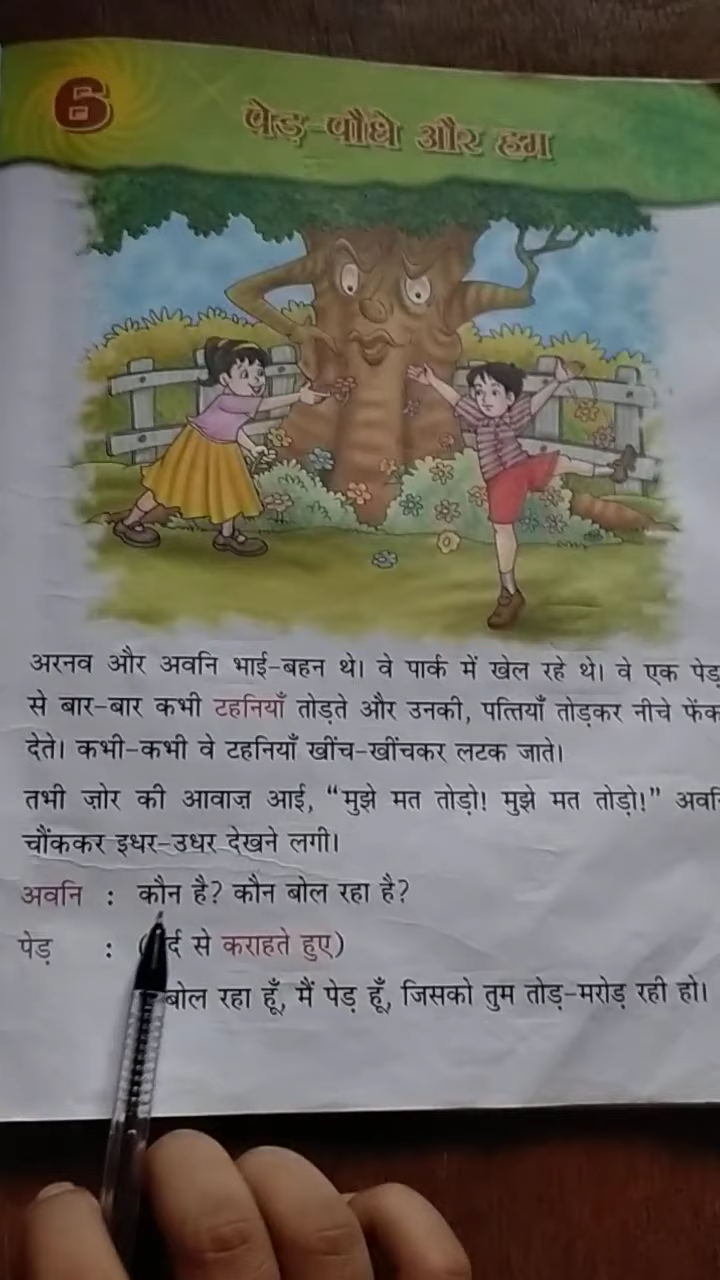 6
पेड़-पौधे और हम
अरनव और अवनि भाई-बहन थे। वे पार्क में खेल रहे थे। वे एक पेड़
से बार-बार कभी टहनियाँ तोड़ते और उनकी, पत्तियाँ तोड़कर नीचे फेंक
देते। कभी-कभी वे टहनियाँ खींच-खींचकर लटक जाते।
तभी ज़ोर की आवाज़ आई, “मुझे मत तोड़ो! मुझे मत तोड़ो!” अवनि
चौंककर इधर-उधर देखने लगी।
अवनि : कौन है? कौन बोल रहा है?
पेड़ : से कराहते हुए)
बोल रहा हूँ, मैं पेड़ हूँ, जिसको तुम तोड़-मरोड़ रही हो।